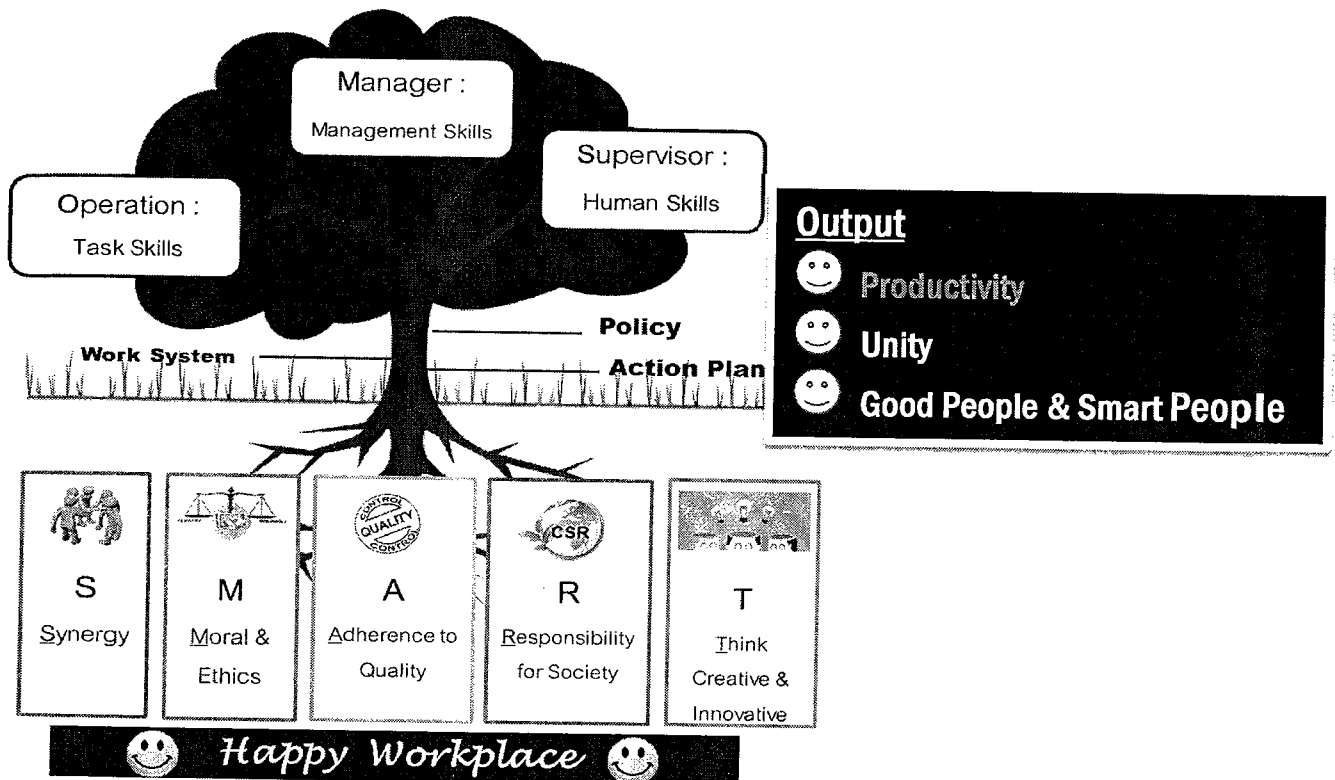 Manager :
Management Skills
Supervisor :
Human Skills
Operation :
Task Skills
Policy
Work System
Action Plan
Output
Productivity
Unity
Good People & Smart People
CONTROL
QUALITY
CONTROL
CSR
S
Synergy
M
Moral &
Ethics
A
Adherence to
Quality
R
Responsibility
for Society
T
Think
Creative &
Innovative
Happy Workplace